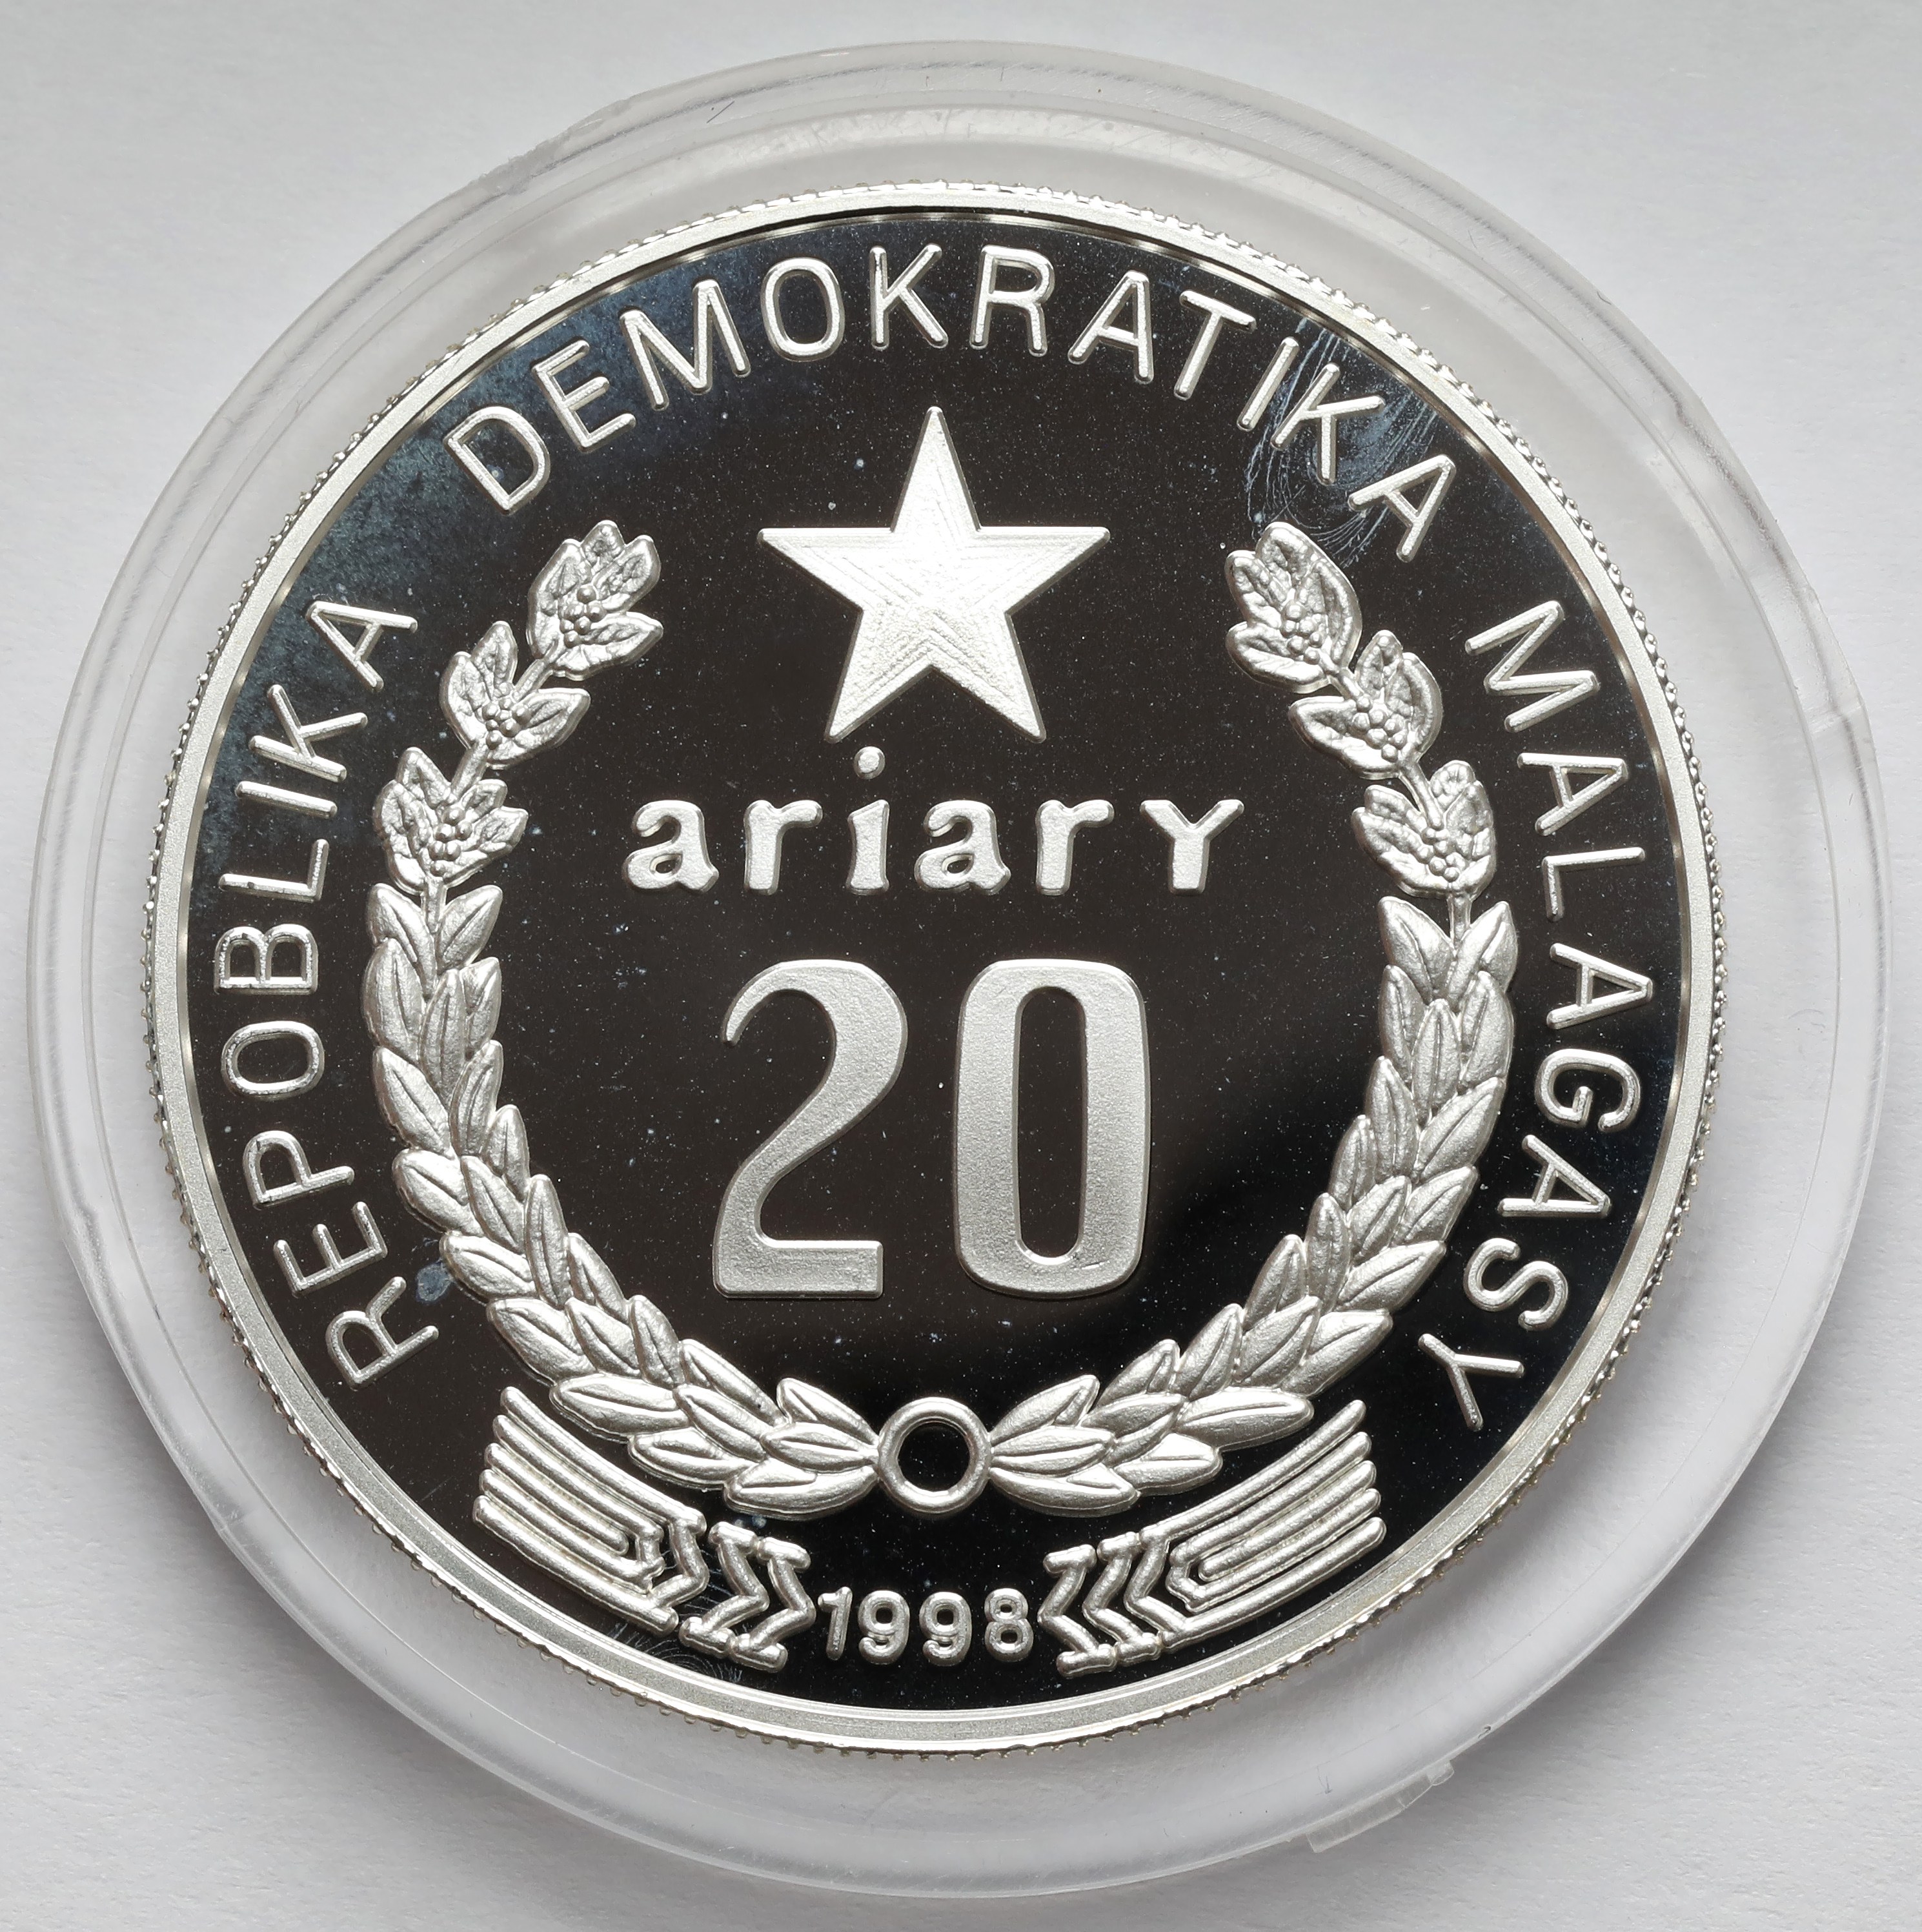 REPOBLIKA DEMOKRATIKA MALAGASY
ariary
20
1998